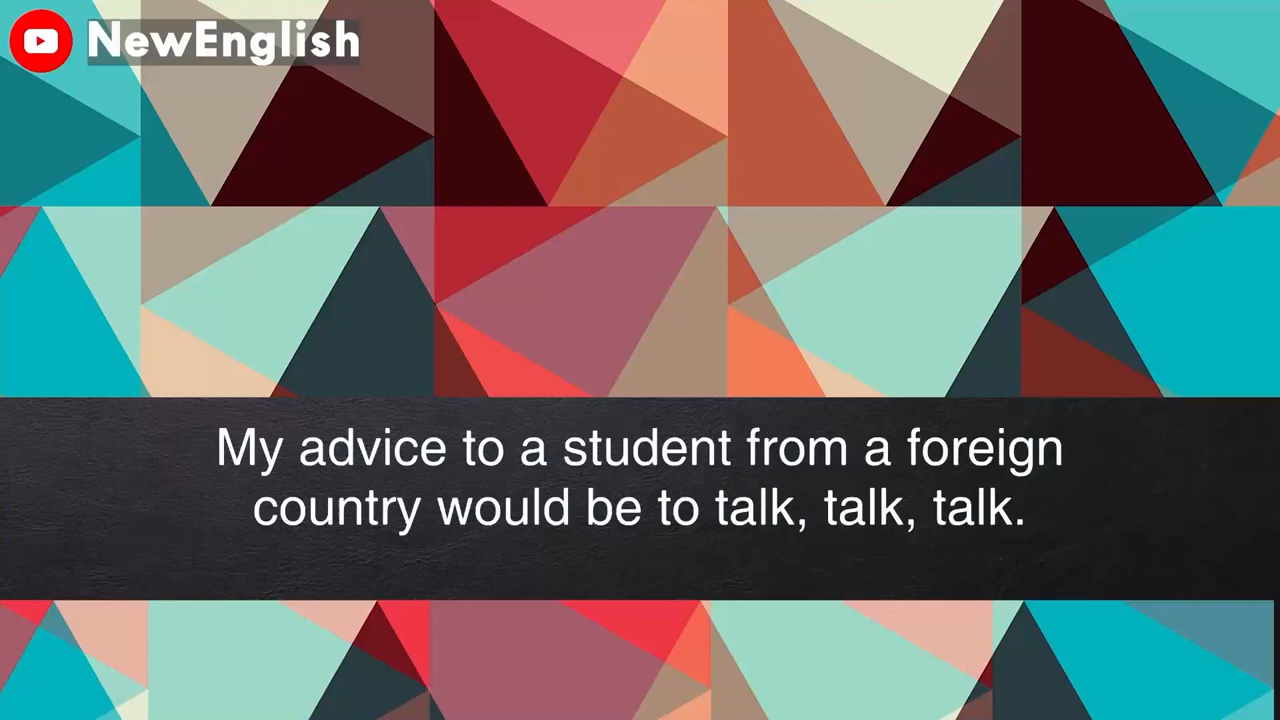 NewEnglish
My advice to a student from a foreign
country would be to talk, talk, talk.